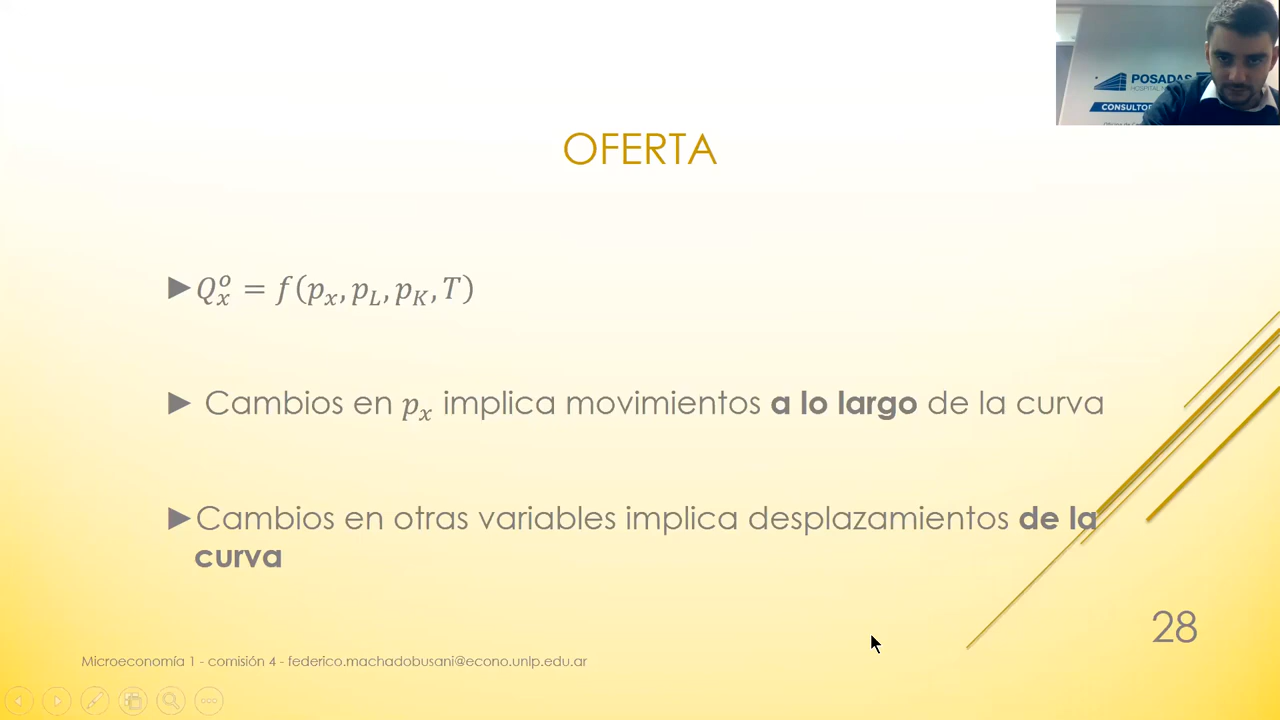 POSADAS
OFERTA
►$Q_x^o = f(p_x, p_L, p_K, T)$
► Cambios en $p_x$ implica movimientos a lo largo de la curva
►Cambios en otras variables implica desplazamientos de la
curva
28
Microeconomía 1 - comisión 4 - federico.machadobusani@econo.unlp.edu.ar